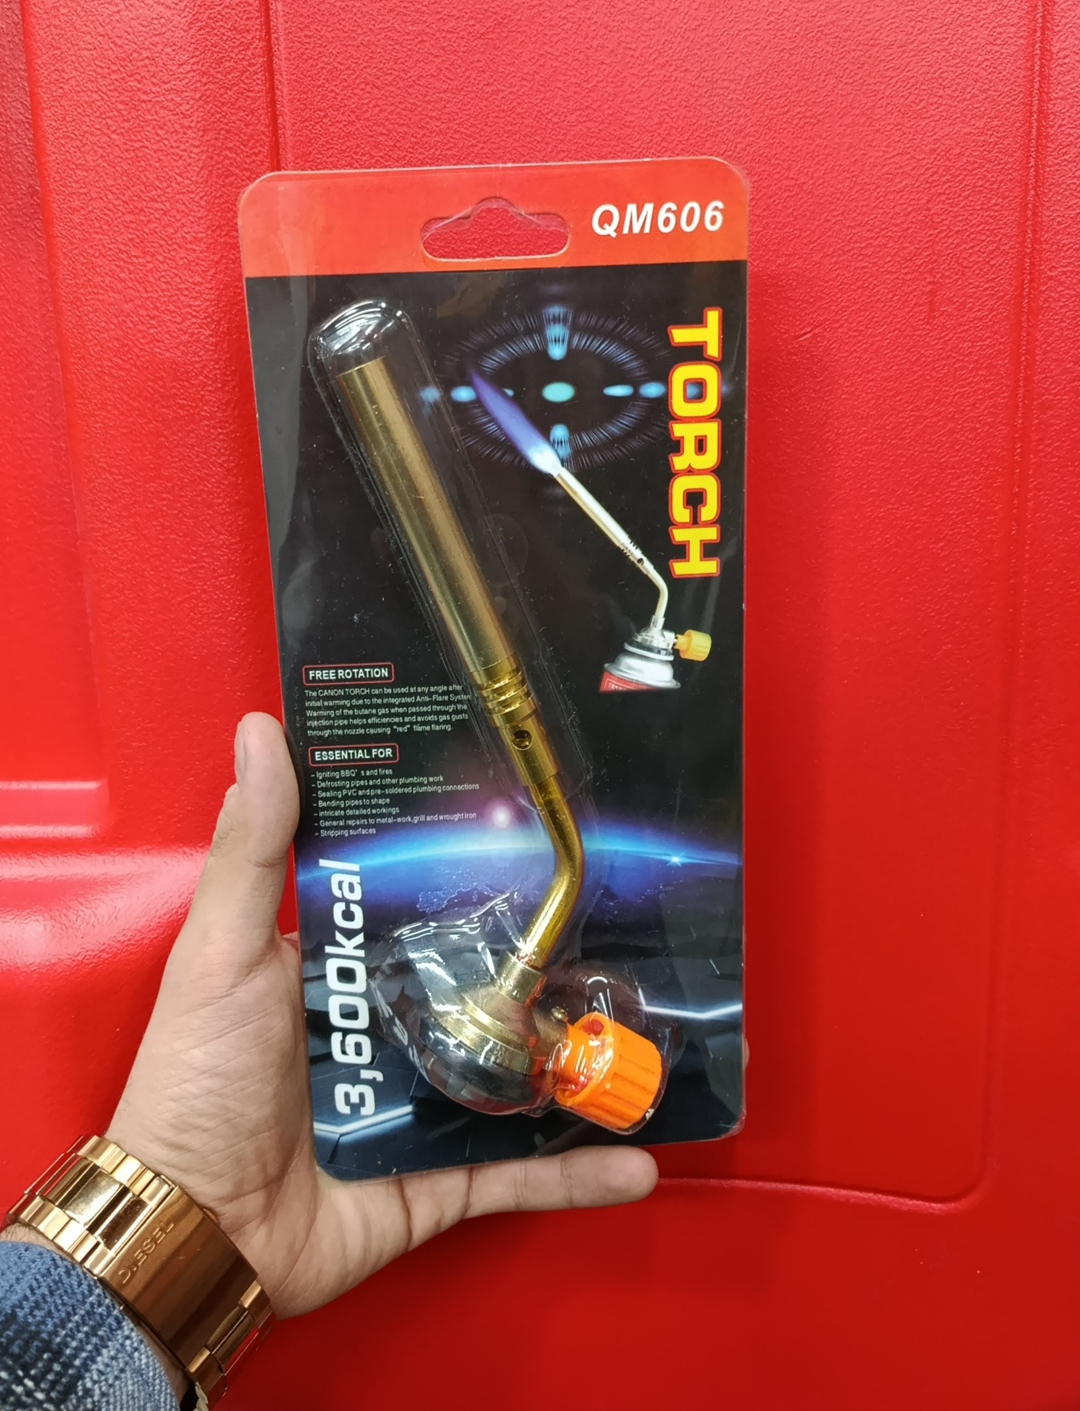 QM606
TORCH
FREE ROTATION
The CANON TORCH can be used at any angle after
initial warming due to the integrated Anti-Flare System
Warming of the butane gas when passed through the
injection pipe helps efficiencies and avoids gas gusts
through the nozzle causing "red" flame flaring.
ESSENTIAL FOR
- Igniting BBQ's and fires
- Defrosting pipes and other plumbing work
- Sealing PVC and pre-soldered plumbing connections
- Bending pipes to shape
- intricate detailed workings
- General repairs to metal-work,grill and wrought iron
- Stripping surfaces
3,600kcal
DIESEL